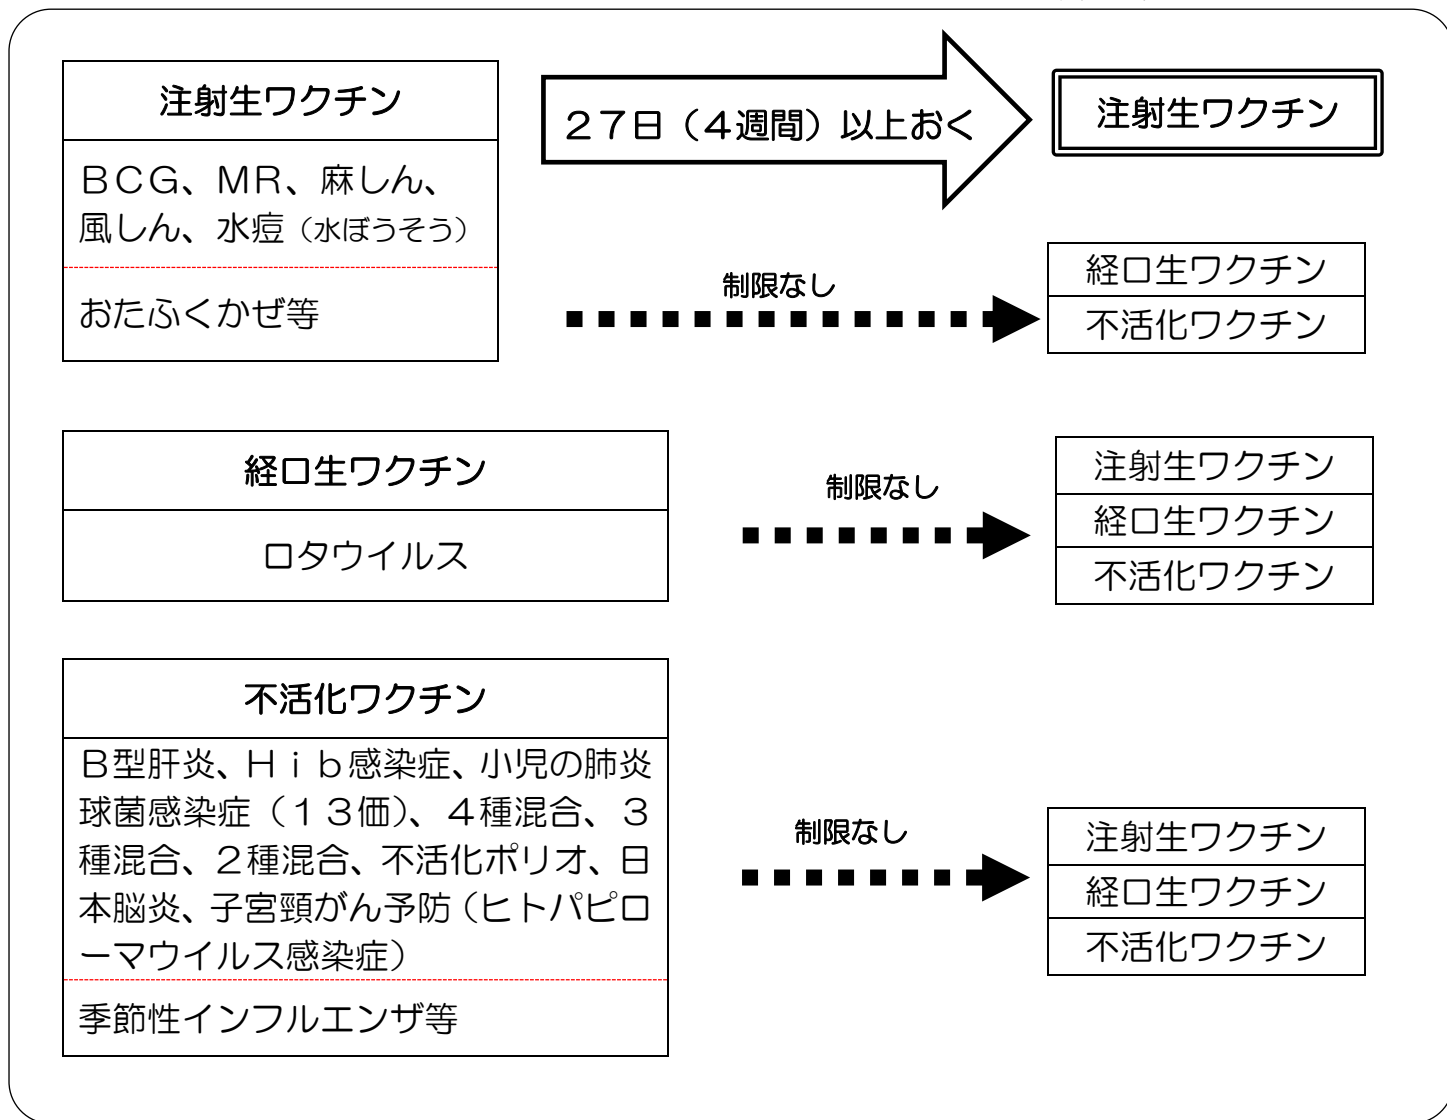 注射生ワクチン
BCG、MR、麻しん、
風しん、水痘（水ぼうそう）
おたふくかぜ等
２７日（４週間）以上おく
注射生ワクチン
制限なし
経口生ワクチン
不活化ワクチン
経口生ワクチン
ロタウイルス
制限なし
注射生ワクチン
経口生ワクチン
不活化ワクチン
不活化ワクチン
Ｂ型肝炎、Ｈｉｂ感染症、小児の肺炎
球菌感染症（１３価）、４種混合、３
種混合、２種混合、不活化ポリオ、日
本脳炎、子宮頸がん予防（ヒトパピロ
ーマウイルス感染症）
季節性インフルエンザ等
制限なし
注射生ワクチン
経口生ワクチン
不活化ワクチン